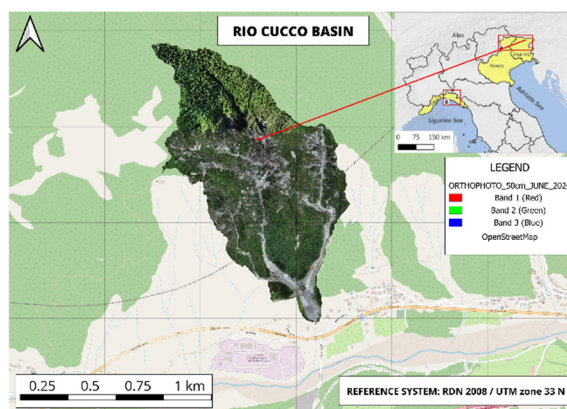 RIO CUCCO BASIN
Alps
Veneto
Adriatic Sea
Ligurian Sea
0 75 150 km
LEGEND
ORTHOPHOTO_50cm_JUNE_202
Band 1 (Red)
Band 2 (Green)
Band 3 (Blue)
OpenStreetMap
0.25 0.5 0.75 1 km
REFERENCE SYSTEM: RDN 2008 / UTM zone 33 N